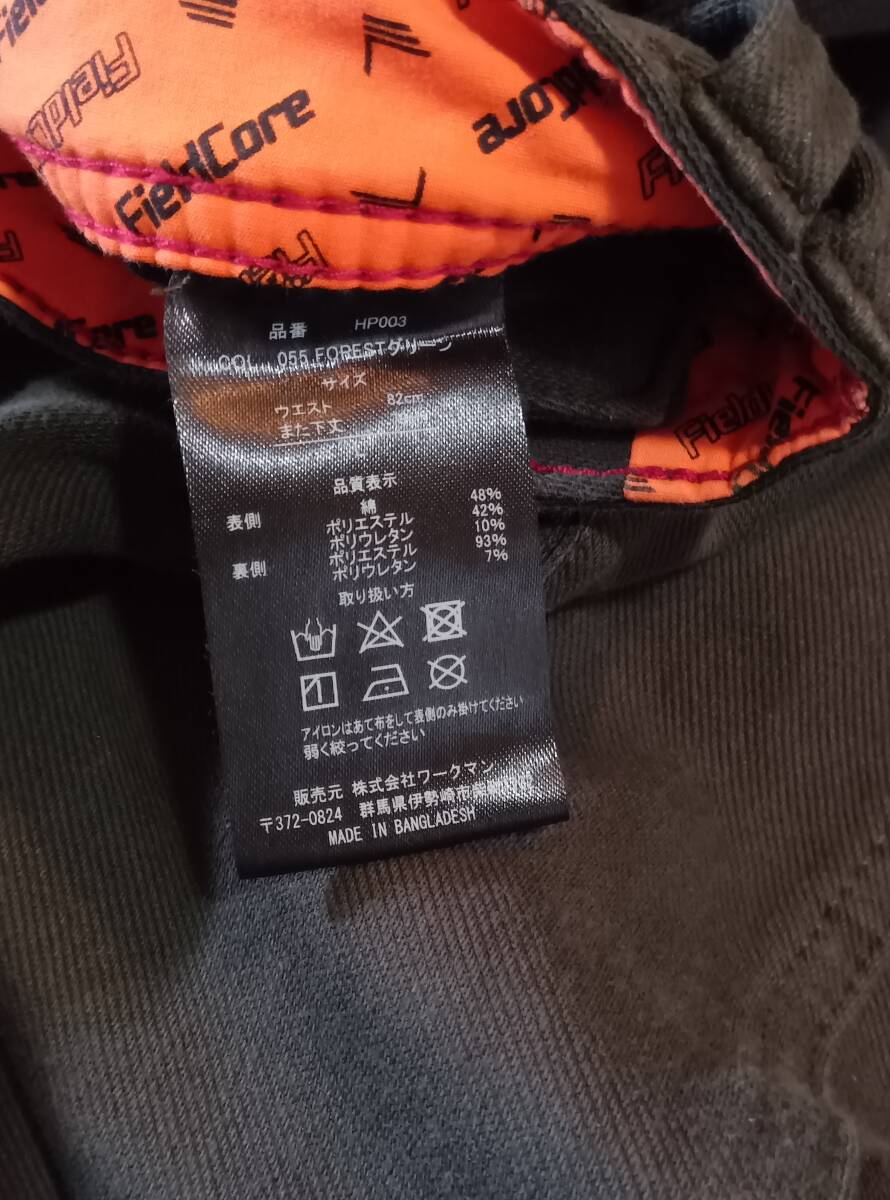 FieldCore
FieldCore
FieldCore
Field
品番 HP003
COL 055 FORESTグリーン
サイズ
ウエスト 82cm
また下丈
品質表示
表側 綿 48%
ポリエステル 42%
ポリウレタン 10%
裏側 ポリエステル 93%
ポリウレタン 7%
取り扱い方
アイロンはあて布をして表側のみ掛けてください
弱く絞ってください
販売元 株式会社ワークマン
〒372-0824 群馬県伊勢崎市柴町
MADE IN BANGLADESH